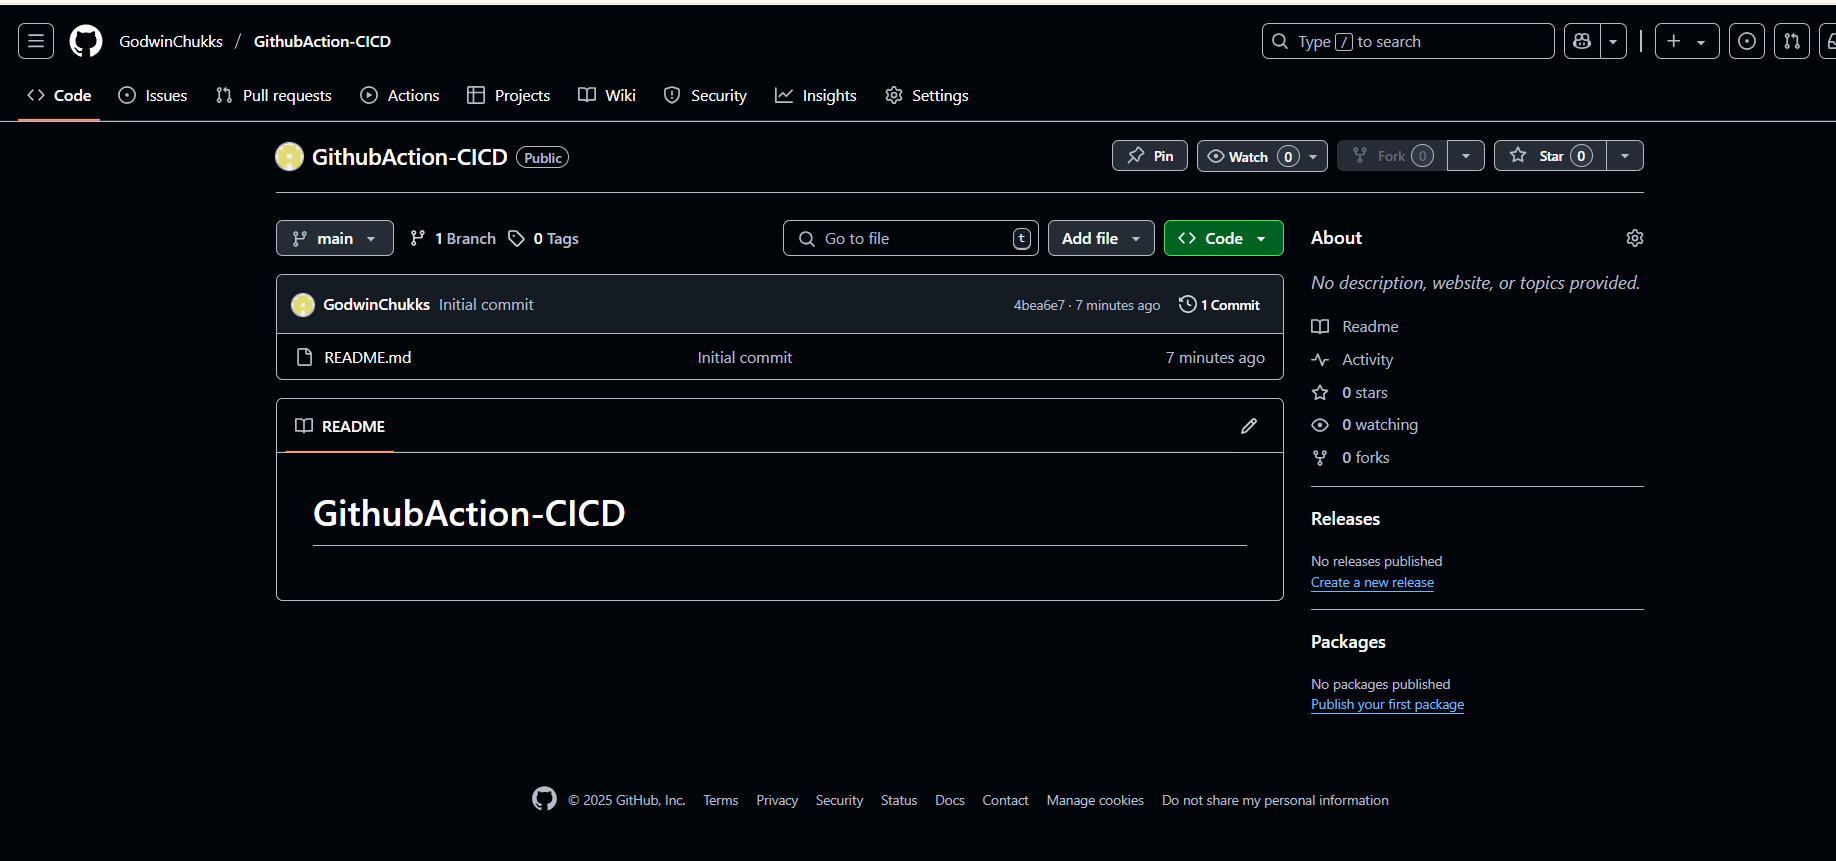 GodwinChukks / GithubAction-CICD
Type / to search
Code Issues Pull requests Actions Projects Wiki Security Insights Settings
GithubAction-CICD Public
Pin Watch 0 Fork 0 Star 0
main 1 Branch 0 Tags Go to file t Add file Code
GodwinChukks Initial commit 4bea6e7 · 7 minutes ago 1 Commit
README.md Initial commit 7 minutes ago
README
GithubAction-CICD
About
No description, website, or topics provided.
Readme
Activity
0 stars
0 watching
0 forks
Releases
No releases published
Create a new release
Packages
No packages published
Publish your first package
© 2025 GitHub, Inc. Terms Privacy Security Status Docs Contact Manage cookies Do not share my personal information